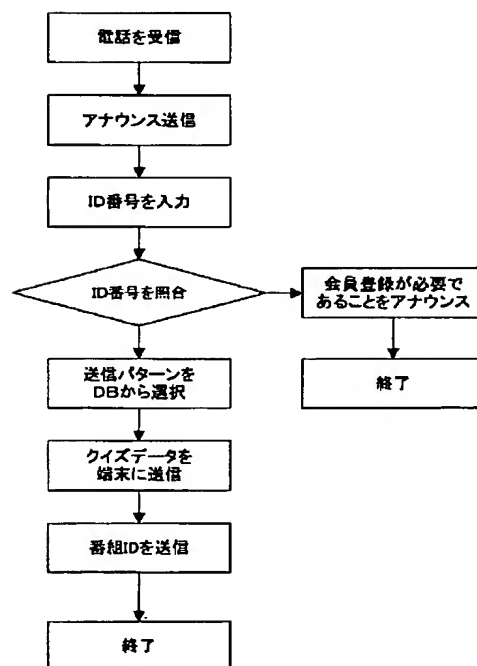 電話を受信
アナウンス送信
ID番号を入力
ID番号を照合
会員登録が必要で
あることをアナウンス
終了
送信パターンを
DBから選択
クイズデータを
端末に送信
番組IDを送信
終了